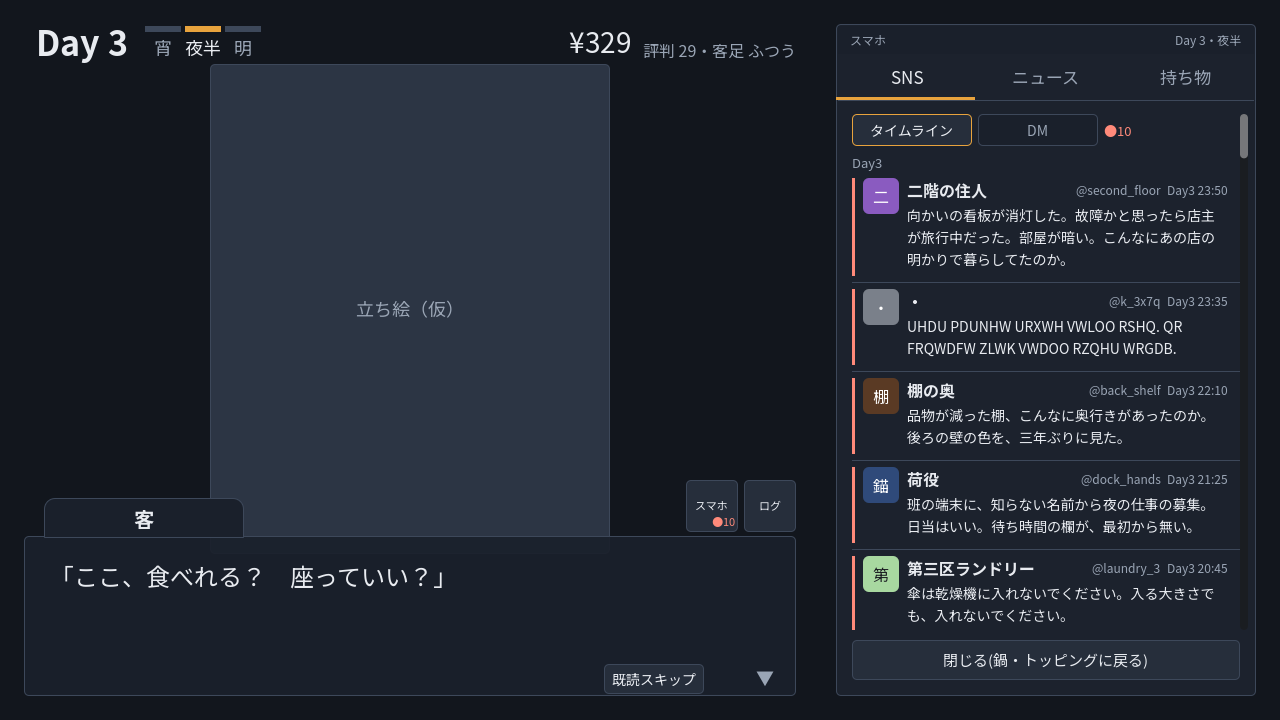 Day 3
宵 夜半 明
¥329
評判 29・客足 ふつう
立ち絵（仮）
スマホ
10
ログ
客
「ここ、食べれる？　座っていい？」
既読スキップ
▼
スマホ
Day 3・夜半
SNS
ニュース
持ち物
タイムライン
DM
10
Day3
二
二階の住人
@second_floor Day3 23:50
向かいの看板が消灯した。故障かと思ったら店主
が旅行中だった。部屋が暗い。こんなにあの店の
明かりで暮らしてたのか。
・
・
@k_3x7q Day3 23:35
UHDU PDUNHW URXWH VWLOO RSHQ. QR
FRQWDFW ZLWK VWDOO RZQHU WRGDB.
棚
棚の奥
@back_shelf Day3 22:10
品物が減った棚、こんなに奥行きがあったのか。
後ろの壁の色を、三年ぶりに見た。
錨
荷役
@dock_hands Day3 21:25
班の端末に、知らない名前から夜の仕事の募集。
日当はいい。待ち時間の欄が、最初から無い。
第
第三区ランドリー
@laundry_3 Day3 20:45
傘は乾燥機に入れないでください。入る大きさで
も、入れないでください。
閉じる(鍋・トッピングに戻る)